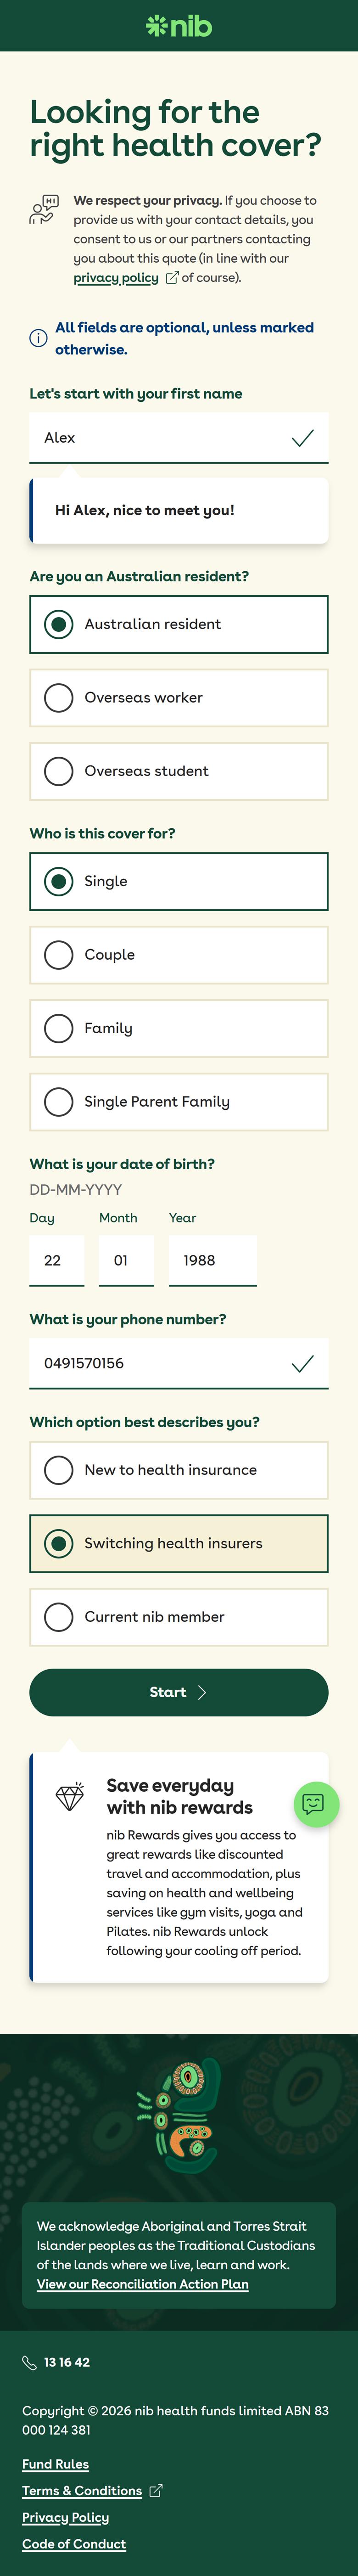 nib
Looking for the
right health cover?
HI
We respect your privacy. If you choose to
provide us with your contact details, you
consent to us or our partners contacting
you about this quote (in line with our
privacy policy of course).
All fields are optional, unless marked
otherwise.
Let's start with your first name
Alex
Hi Alex, nice to meet you!
Are you an Australian resident?
Australian resident
Overseas worker
Overseas student
Who is this cover for?
Single
Couple
Family
Single Parent Family
What is your date of birth?
DD-MM-YYYY
Day Month Year
22 01 1988
What is your phone number?
0491570156
Which option best describes you?
New to health insurance
Switching health insurers
Current nib member
Start
Save everyday
with nib rewards
nib Rewards gives you access to
great rewards like discounted
travel and accommodation, plus
saving on health and wellbeing
services like gym visits, yoga and
Pilates. nib Rewards unlock
following your cooling off period.
We acknowledge Aboriginal and Torres Strait
Islander peoples as the Traditional Custodians
of the lands where we live, learn and work.
View our Reconciliation Action Plan
13 16 42
Copyright © 2026 nib health funds limited ABN 83
000 124 381
Fund Rules
Terms & Conditions
Privacy Policy
Code of Conduct